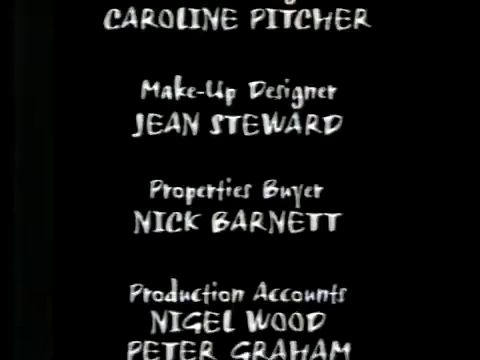 CAROLINE PITCHER
Make-Up Designer
JEAN STEWARD
Properties Buyer
NICK BARNETT
Production Accounts
NIGEL WOOD
PETER GRAHAM